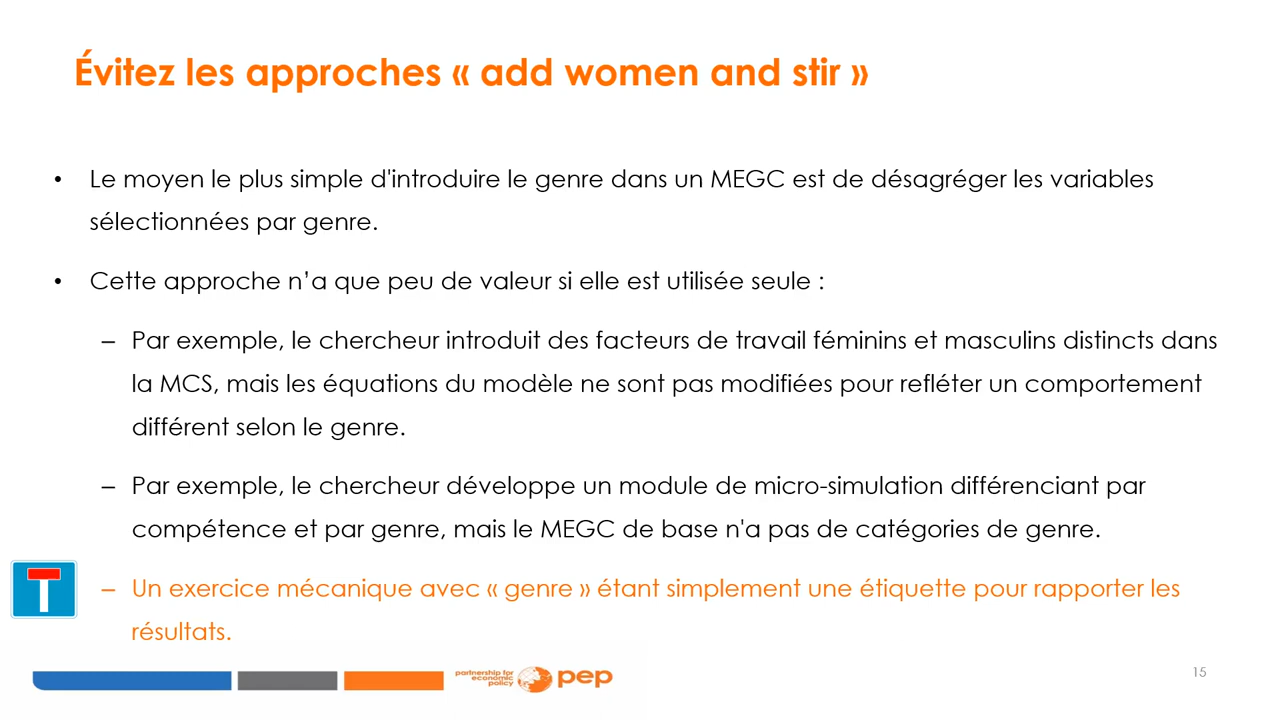 Évitez les approches « add women and stir »
• Le moyen le plus simple d'introduire le genre dans un MEGC est de désagréger les variables
sélectionnées par genre.
• Cette approche n’a que peu de valeur si elle est utilisée seule :
– Par exemple, le chercheur introduit des facteurs de travail féminins et masculins distincts dans
la MCS, mais les équations du modèle ne sont pas modifiées pour refléter un comportement
différent selon le genre.
– Par exemple, le chercheur développe un module de micro-simulation différenciant par
compétence et par genre, mais le MEGC de base n'a pas de catégories de genre.
– Un exercice mécanique avec « genre » étant simplement une étiquette pour rapporter les
résultats.
partnership for
economic
policy
pep
15